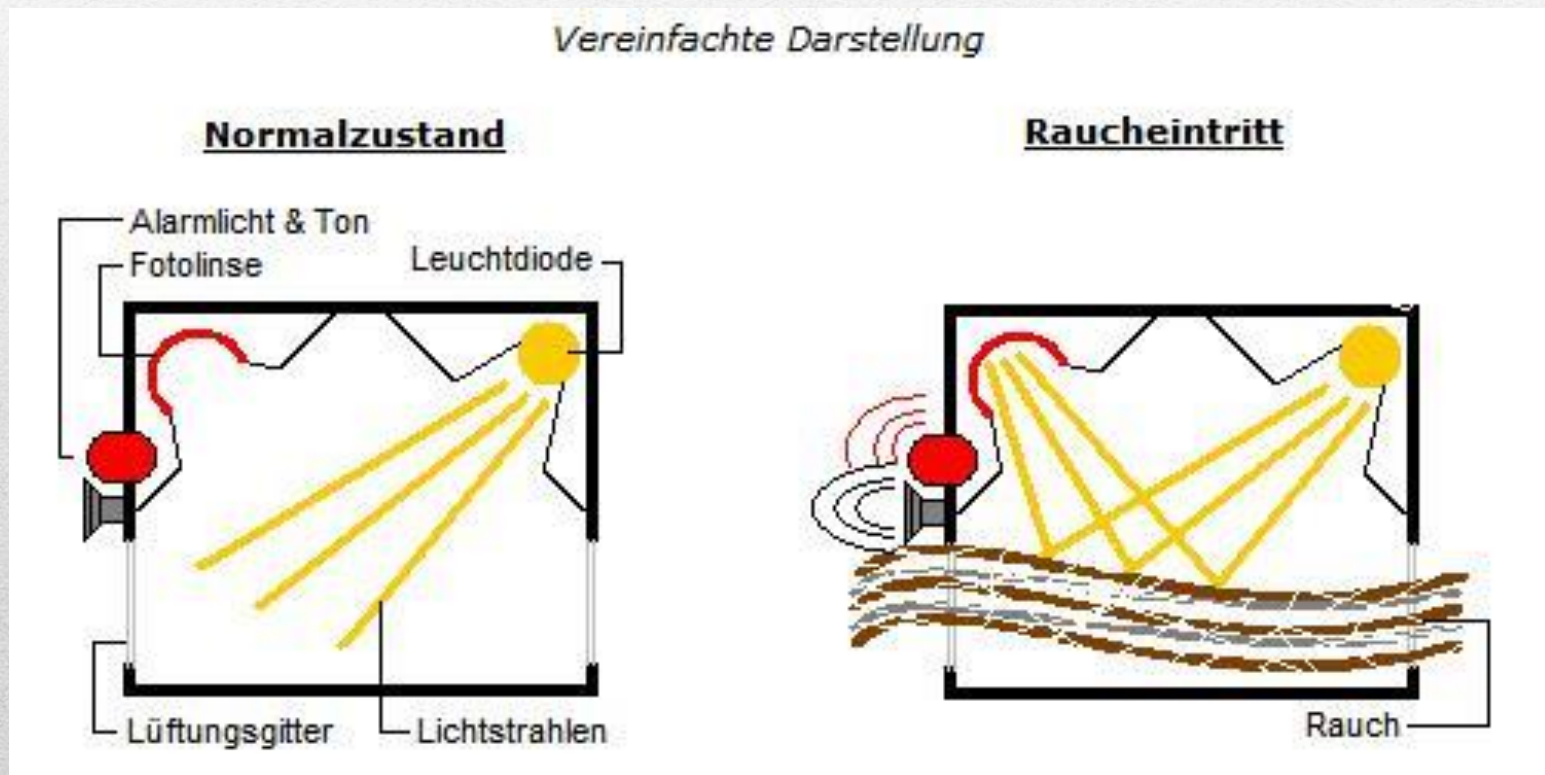 Vereinfachte Darstellung
Normalzustand
Raucheintritt
Alarmlicht & Ton
Fotolinse
Leuchtdiode
Lüftungsgitter
Lichtstrahlen
Rauch